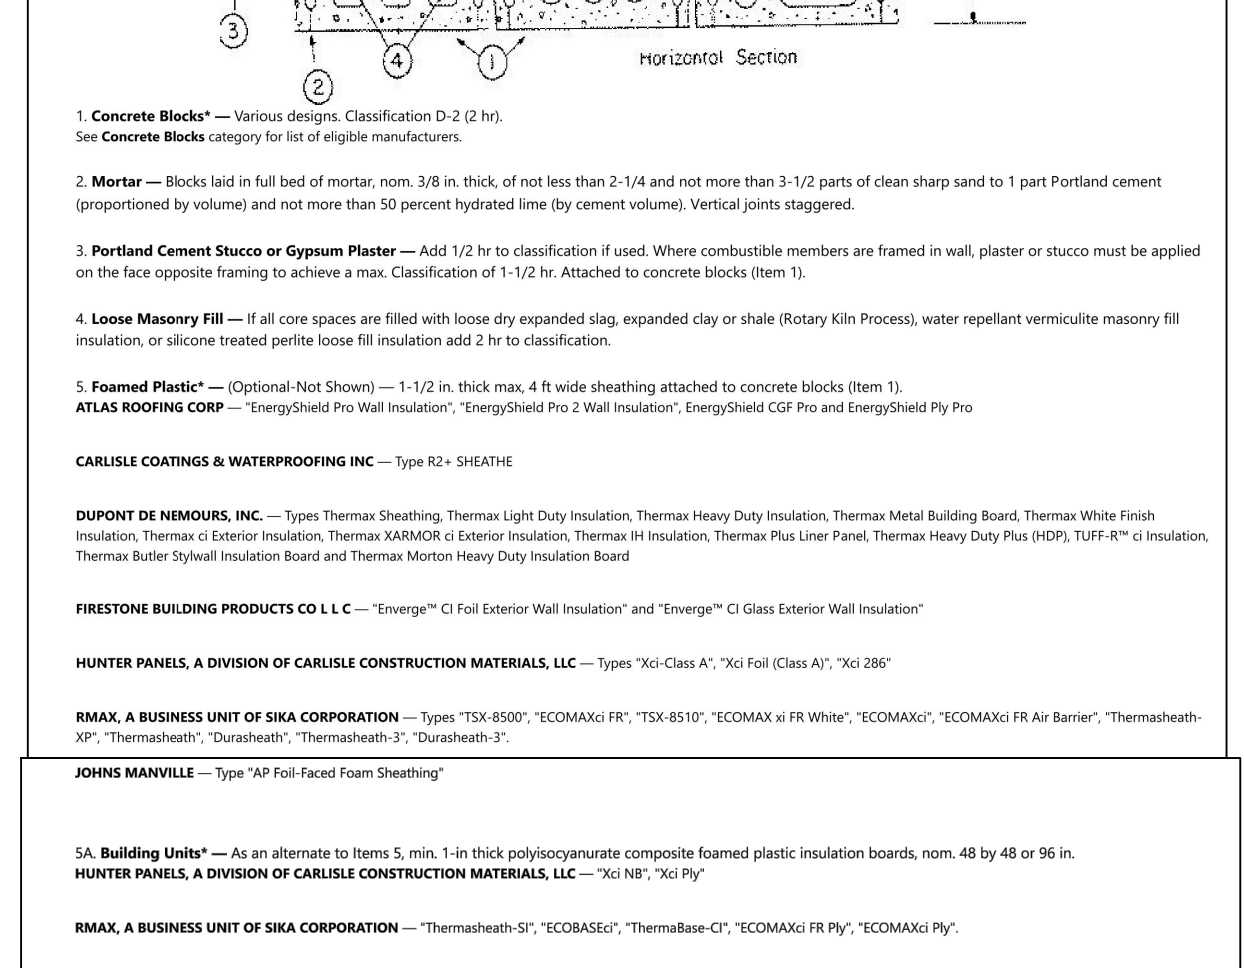 3
4
1
Horizontal Section
2
1. Concrete Blocks* — Various designs. Classification D-2 (2 hr).
See Concrete Blocks category for list of eligible manufacturers.
2. Mortar — Blocks laid in full bed of mortar, nom. 3/8 in. thick, of not less than 2-1/4 and not more than 3-1/2 parts of clean sharp sand to 1 part Portland cement
(proportioned by volume) and not more than 50 percent hydrated lime (by cement volume). Vertical joints staggered.
3. Portland Cement Stucco or Gypsum Plaster — Add 1/2 hr to classification if used. Where combustible members are framed in wall, plaster or stucco must be applied
on the face opposite framing to achieve a max. Classification of 1-1/2 hr. Attached to concrete blocks (Item 1).
4. Loose Masonry Fill — If all core spaces are filled with loose dry expanded slag, expanded clay or shale (Rotary Kiln Process), water repellant vermiculite masonry fill
insulation, or silicone treated perlite loose fill insulation add 2 hr to classification.
5. Foamed Plastic* — (Optional-Not Shown) — 1-1/2 in. thick max, 4 ft wide sheathing attached to concrete blocks (Item 1).
ATLAS ROOFING CORP — "EnergyShield Pro Wall Insulation", "EnergyShield Pro 2 Wall Insulation", EnergyShield CGF Pro and EnergyShield Ply Pro
CARLISLE COATINGS & WATERPROOFING INC — Type R2+ SHEATHE
DUPONT DE NEMOURS, INC. — Types Thermax Sheathing, Thermax Light Duty Insulation, Thermax Heavy Duty Insulation, Thermax Metal Building Board, Thermax White Finish
Insulation, Thermax ci Exterior Insulation, Thermax XARMOR ci Exterior Insulation, Thermax IH Insulation, Thermax Plus Liner Panel, Thermax Heavy Duty Plus (HDP), TUFF-R™ ci Insulation,
Thermax Butler Stylwall Insulation Board and Thermax Morton Heavy Duty Insulation Board
FIRESTONE BUILDING PRODUCTS CO L L C — "Enverge™ CI Foil Exterior Wall Insulation" and "Enverge™ CI Glass Exterior Wall Insulation"
HUNTER PANELS, A DIVISION OF CARLISLE CONSTRUCTION MATERIALS, LLC — Types "Xci-Class A", "Xci Foil (Class A)", "Xci 286"
RMAX, A BUSINESS UNIT OF SIKA CORPORATION — Types "TSX-8500", "ECOMAXci FR", "TSX-8510", "ECOMAX xi FR White", "ECOMAXci", "ECOMAXci FR Air Barrier", "Thermasheath-
XP", "Thermasheath", "Durasheath", "Thermasheath-3", "Durasheath-3".
JOHNS MANVILLE — Type "AP Foil-Faced Foam Sheathing"
5A. Building Units* — As an alternate to Items 5, min. 1-in thick polyisocyanurate composite foamed plastic insulation boards, nom. 48 by 48 or 96 in.
HUNTER PANELS, A DIVISION OF CARLISLE CONSTRUCTION MATERIALS, LLC — "Xci NB", "Xci Ply"
RMAX, A BUSINESS UNIT OF SIKA CORPORATION — "Thermasheath-SI", "ECOBASEci", "ThermaBase-CI", "ECOMAXci FR Ply", "ECOMAXci Ply".